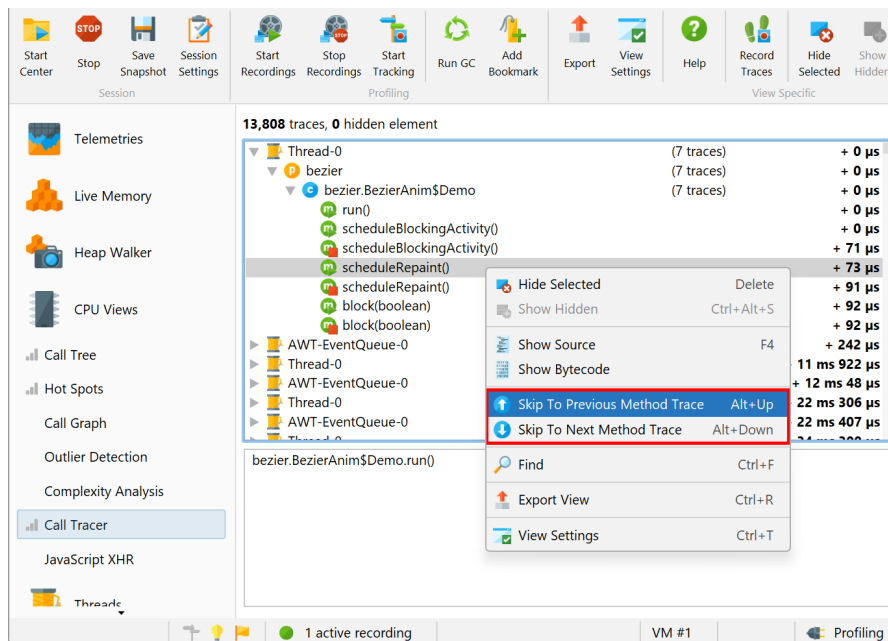 Start Center
Stop
Save Snapshot
Session Settings
Start Recordings
Stop Recordings
Start Tracking
Run GC
Add Bookmark
Export
View Settings
Help
Record Traces
Hide Selected
Show Hidden
Session
Profiling
View Specific
Telemetries
Live Memory
Heap Walker
CPU Views
Call Tree
Hot Spots
Call Graph
Outlier Detection
Complexity Analysis
Call Tracer
JavaScript XHR
Threads
13,808 traces, 0 hidden element
Thread-0 (7 traces) + 0 µs
bezier (7 traces) + 0 µs
bezier.BezierAnim$Demo (7 traces) + 0 µs
run() + 0 µs
scheduleBlockingActivity() + 0 µs
scheduleBlockingActivity() + 71 µs
scheduleRepaint() + 73 µs
scheduleRepaint() + 91 µs
block(boolean) + 92 µs
block(boolean) + 92 µs
AWT-EventQueue-0 + 242 µs
Thread-0 11 ms 922 µs
AWT-EventQueue-0 + 12 ms 48 µs
Thread-0 22 ms 306 µs
AWT-EventQueue-0 22 ms 407 µs
Thread-0
Hide Selected Delete
Show Hidden Ctrl+Alt+S
Show Source F4
Show Bytecode
Skip To Previous Method Trace Alt+Up
Skip To Next Method Trace Alt+Down
Find Ctrl+F
Export View Ctrl+R
View Settings Ctrl+T
bezier.BezierAnim$Demo.run()
1 active recording
VM #1
Profiling